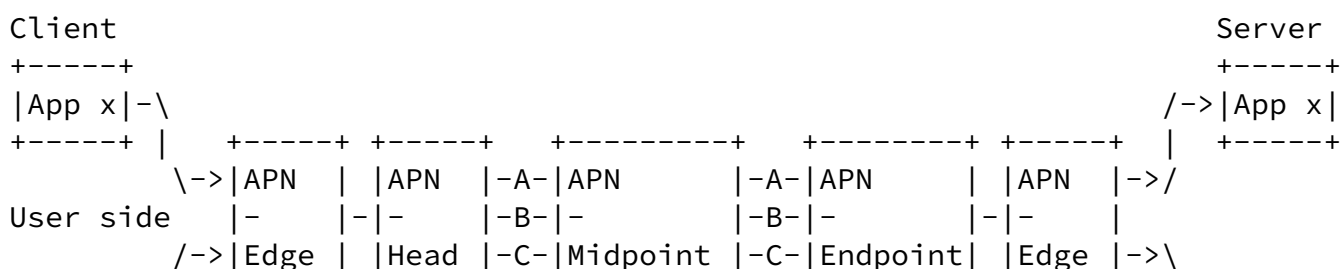 Client                                                          Server
+-----+                                                         +-----+
|App x|-\                                                    /->|App x|
+-----+ |   +-----+ +-----+   +---------+   +--------+ +-----+  |  +-----+
         \->|APN  | |APN  |-A-|APN      |-A-|APN     | |APN  |->/
User side   |-    |-|-    |-B-|-        |-B-|-       |-|-    |
         /->|Edge | |Head |-C-|Midpoint |-C-|Endpoint| |Edge |->\